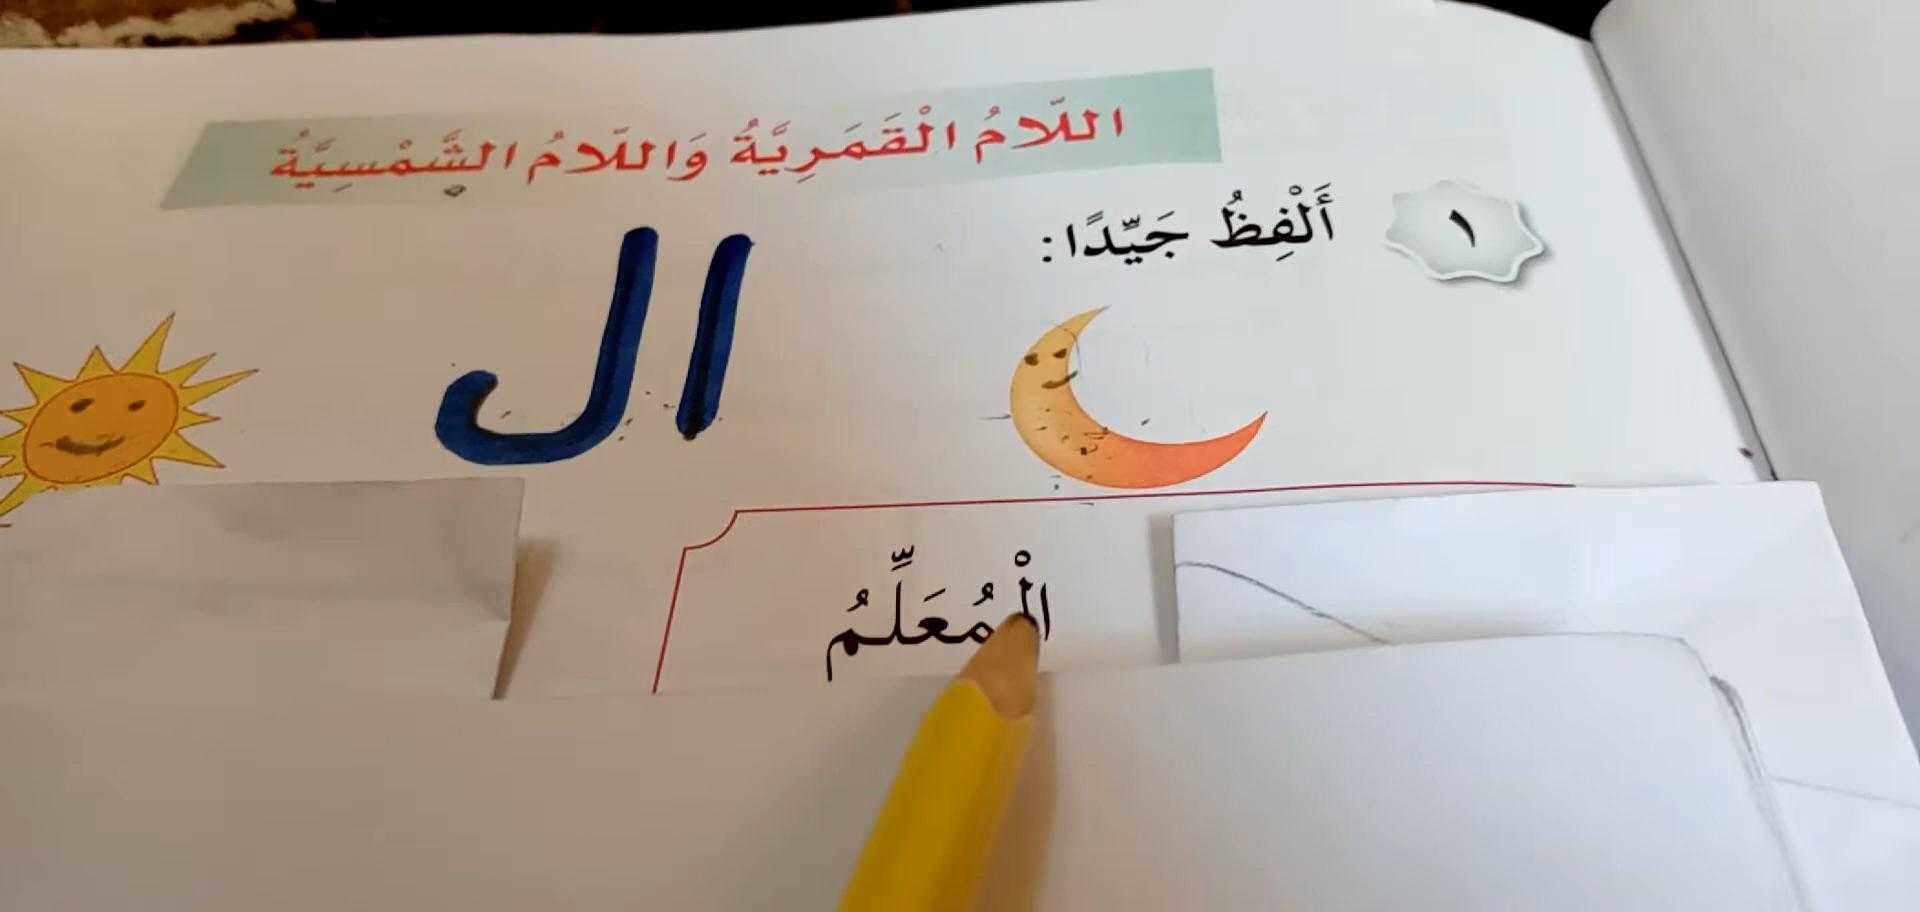 اللّامُ الْقَمَرِيَّةُ وَاللّامُ الشَّمْسِيَّةُ
١ أَلْفِظُ جَيِّدًا:
ال
الْمُعَلِّمُ